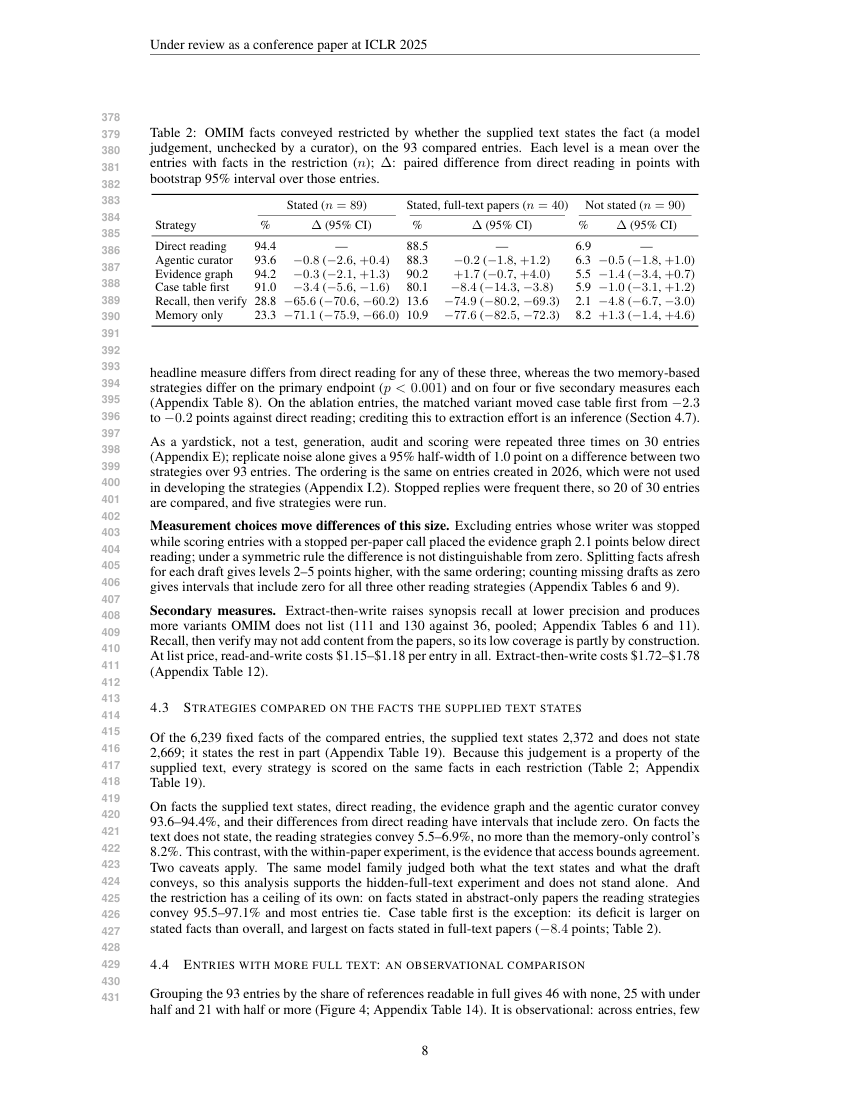 Under review as a conference paper at ICLR 2025
378
379
380
381
382
383
384
385
386
387
388
389
390
391
392
393
394
395
396
397
398
399
400
401
402
403
404
405
406
407
408
409
410
411
412
413
414
415
416
417
418
419
420
421
422
423
424
425
426
427
428
429
430
431
Table 2: OMIM facts conveyed restricted by whether the supplied text states the fact (a model
judgement, unchecked by a curator), on the 93 compared entries. Each level is a mean over the
entries with facts in the restriction (n); Δ: paired difference from direct reading in points with
bootstrap 95% interval over those entries.
Stated (n = 89) Stated, full-text papers (n = 40) Not stated (n = 90)
Strategy % Δ (95% CI) % Δ (95% CI) % Δ (95% CI)
Direct reading 94.4 — 88.5 — 6.9 —
Agentic curator 93.6 −0.8 (−2.6, +0.4) 88.3 −0.2 (−1.8, +1.2) 6.3 −0.5 (−1.8, +1.0)
Evidence graph 94.2 −0.3 (−2.1, +1.3) 90.2 +1.7 (−0.7, +4.0) 5.5 −1.4 (−3.4, +0.7)
Case table first 91.0 −3.4 (−5.6, −1.6) 80.1 −8.4 (−14.3, −3.8) 5.9 −1.0 (−3.1, +1.2)
Recall, then verify 28.8 −65.6 (−70.6, −60.2) 13.6 −74.9 (−80.2, −69.3) 2.1 −4.8 (−6.7, −3.0)
Memory only 23.3 −71.1 (−75.9, −66.0) 10.9 −77.6 (−82.5, −72.3) 8.2 +1.3 (−1.4, +4.6)
headline measure differs from direct reading for any of these three, whereas the two memory-based
strategies differ on the primary endpoint (p < 0.001) and on four or five secondary measures each
(Appendix Table 8). On the ablation entries, the matched variant moved case table first from −2.3
to −0.2 points against direct reading; crediting this to extraction effort is an inference (Section 4.7).
As a yardstick, not a test, generation, audit and scoring were repeated three times on 30 entries
(Appendix E); replicate noise alone gives a 95% half-width of 1.0 point on a difference between two
strategies over 93 entries. The ordering is the same on entries created in 2026, which were not used
in developing the strategies (Appendix I.2). Stopped replies were frequent there, so 20 of 30 entries
are compared, and five strategies were run.
Measurement choices move differences of this size. Excluding entries whose writer was stopped
while scoring entries with a stopped per-paper call placed the evidence graph 2.1 points below direct
reading; under a symmetric rule the difference is not distinguishable from zero. Splitting facts afresh
for each draft gives levels 2–5 points higher, with the same ordering; counting missing drafts as zero
gives intervals that include zero for all three other reading strategies (Appendix Tables 6 and 9).
Secondary measures. Extract-then-write raises synopsis recall at lower precision and produces
more variants OMIM does not list (111 and 130 against 36, pooled; Appendix Tables 6 and 11).
Recall, then verify may not add content from the papers, so its low coverage is partly by construction.
At list price, read-and-write costs $1.15–$1.18 per entry in all. Extract-then-write costs $1.72–$1.78
(Appendix Table 12).
4.3 STRATEGIES COMPARED ON THE FACTS THE SUPPLIED TEXT STATES
Of the 6,239 fixed facts of the compared entries, the supplied text states 2,372 and does not state
2,669; it states the rest in part (Appendix Table 19). Because this judgement is a property of the
supplied text, every strategy is scored on the same facts in each restriction (Table 2; Appendix
Table 19).
On facts the supplied text states, direct reading, the evidence graph and the agentic curator convey
93.6–94.4%, and their differences from direct reading have intervals that include zero. On facts the
text does not state, the reading strategies convey 5.5–6.9%, no more than the memory-only control's
8.2%. This contrast, with the within-paper experiment, is the evidence that access bounds agreement.
Two caveats apply. The same model family judged both what the text states and what the draft
conveys, so this analysis supports the hidden-full-text experiment and does not stand alone. And
the restriction has a ceiling of its own: on facts stated in abstract-only papers the reading strategies
convey 95.5–97.1% and most entries tie. Case table first is the exception: its deficit is larger on
stated facts than overall, and largest on facts stated in full-text papers (−8.4 points; Table 2).
4.4 ENTRIES WITH MORE FULL TEXT: AN OBSERVATIONAL COMPARISON
Grouping the 93 entries by the share of references readable in full gives 46 with none, 25 with under
half and 21 with half or more (Figure 4; Appendix Table 14). It is observational: across entries, few
8